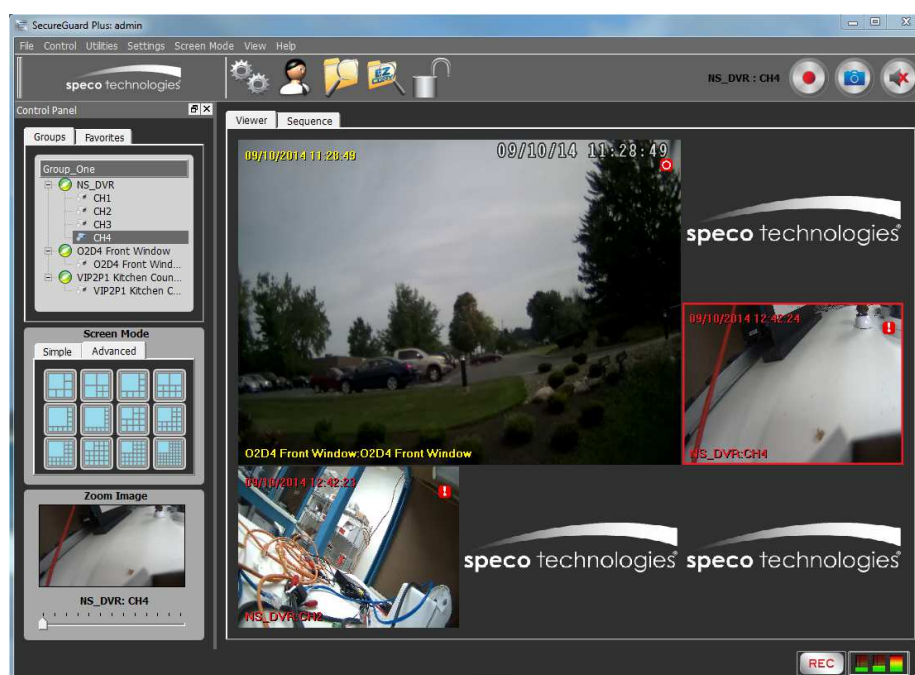 SecureGuard Plus: admin
File Control Utilities Settings Screen Mode View Help
speco technologies
NS_DVR : CH4
Control Panel
Viewer Sequence
Groups Favorites
Group_One
NS_DVR
CH1
CH2
CH3
CH4
O2D4 Front Window
O2D4 Front Wind...
VIP2P1 Kitchen Coun...
VIP2P1 Kitchen C...
Screen Mode
Simple Advanced
Zoom Image
NS_DVR: CH4
09/10/2014 11:28:49
09/10/14 11:28:49
O2D4 Front Window:O2D4 Front Window
speco technologies®
09/10/2014 12:42:24
NS_DVR:CH4
09/10/2014 12:42:23
NS_DVR:CH2
speco technologies®
speco technologies®
REC